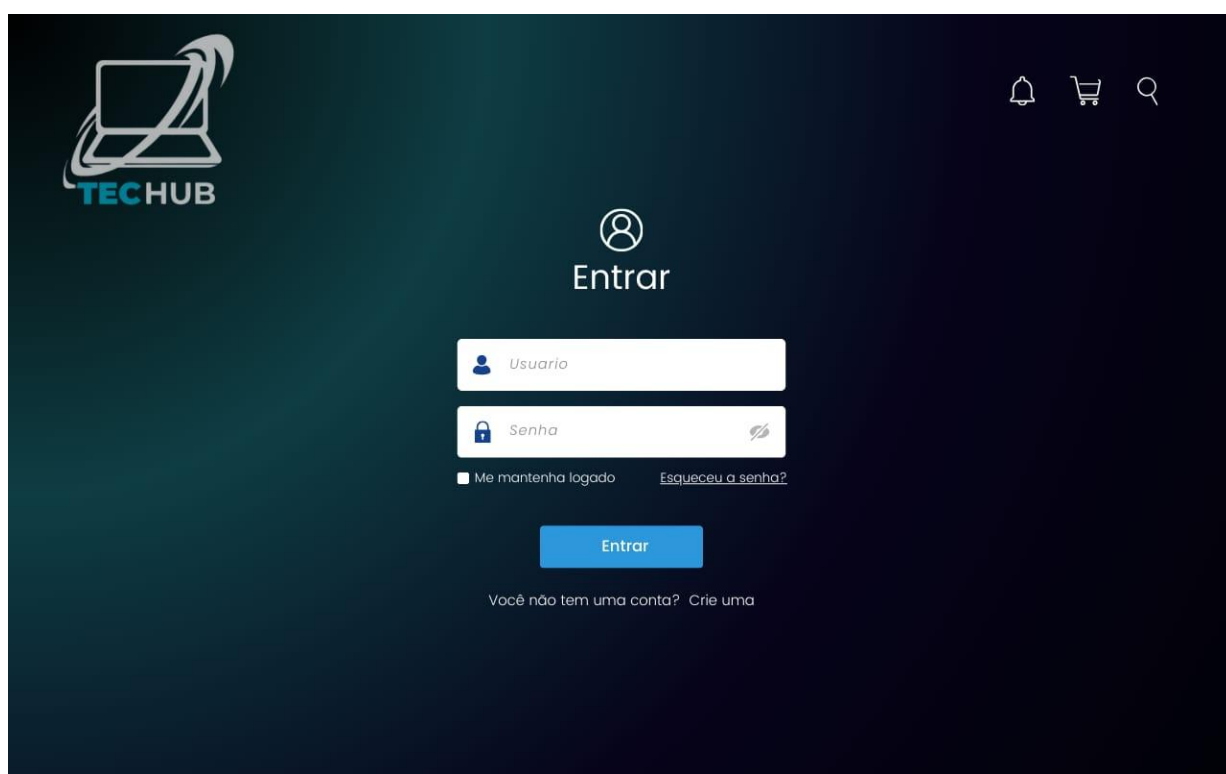 TECHUB
Entrar
Usuario
Senha
Me mantenha logado Esqueceu a senha?
Entrar
Você não tem uma conta? Crie uma